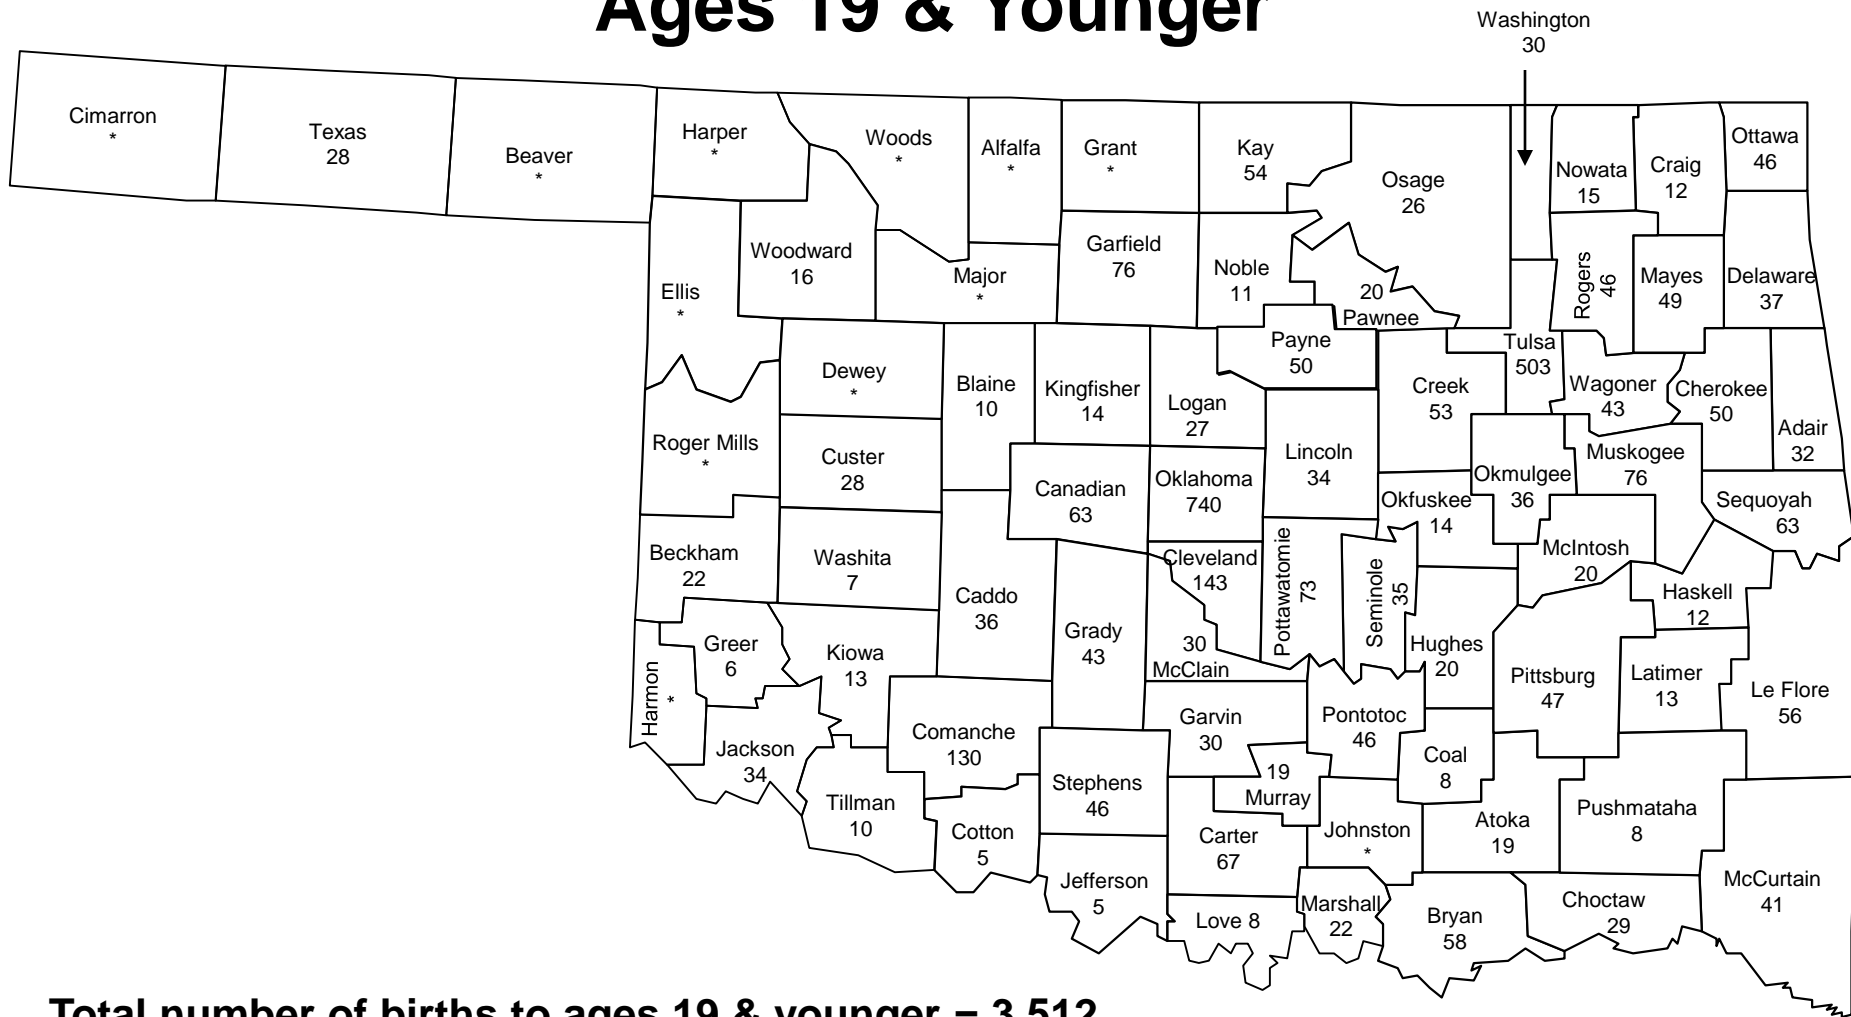 Ages 19 & Younger
Washington
30
Cimarron
*
Texas
28
Beaver
*
Harper
*
Woods
*
Alfalfa
*
Grant
*
Kay
54
Osage
26
Nowata
15
Craig
12
Ottawa
46
Ellis
*
Woodward
16
Major
*
Garfield
76
Noble
11
20
Pawnee
Rogers
46
Mayes
49
Delaware
37
Dewey
*
Blaine
10
Kingfisher
14
Logan
27
Payne
50
Creek
53
Tulsa
503
Wagoner
43
Cherokee
50
Adair
32
Roger Mills
*
Custer
28
Canadian
63
Oklahoma
740
Lincoln
34
Okfuskee
14
Okmulgee
36
Muskogee
76
Sequoyah
63
Beckham
22
Washita
7
Caddo
36
Grady
43
Cleveland
143
30
McClain
Pottawatomie
73
Seminole
35
Hughes
20
McIntosh
20
Haskell
12
Harmon
*
Greer
6
Kiowa
13
Pittsburg
47
Latimer
13
Le Flore
56
Jackson
34
Comanche
130
Garvin
30
Pontotoc
46
Coal
8
Tillman
10
Stephens
46
19
Murray
Cotton
5
Carter
67
Johnston
*
Atoka
19
Pushmataha
8
Jefferson
5
Love 8
Marshall
22
Bryan
58
Choctaw
29
McCurtain
41
Total number of births to ages 19 & younger = 3,512